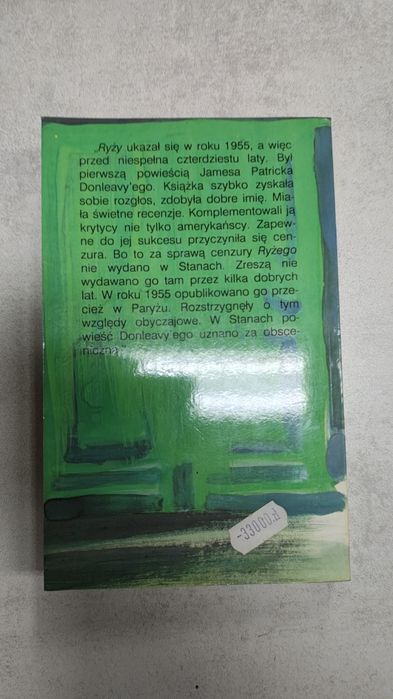 „Ryży ukazał się w roku 1955, a więc
przed niespełna czterdziestu laty. Był
pierwszą powieścią Jamesa Patricka
Donleavy'ego. Książka szybko zyskała
sobie rozgłos, zdobyła dobre imię. Mia-
ła świetne recenzje. Komplementowali ją
krytycy nie tylko amerykańscy. Zapew-
ne do jej sukcesu przyczyniła się cen-
zura. Bo to za sprawą cenzury Ryżego
nie wydano w Stanach. Zreszą nie
wydawano go tam przez kilka dobrych
lat. W roku 1955 opublikowano go prze-
cież w Paryżu. Rozstrzygnęły o tym
względy obyczajowe. W Stanach po-
wieść Donleavy'ego uznano za obsce-
niczną."
-33000.-